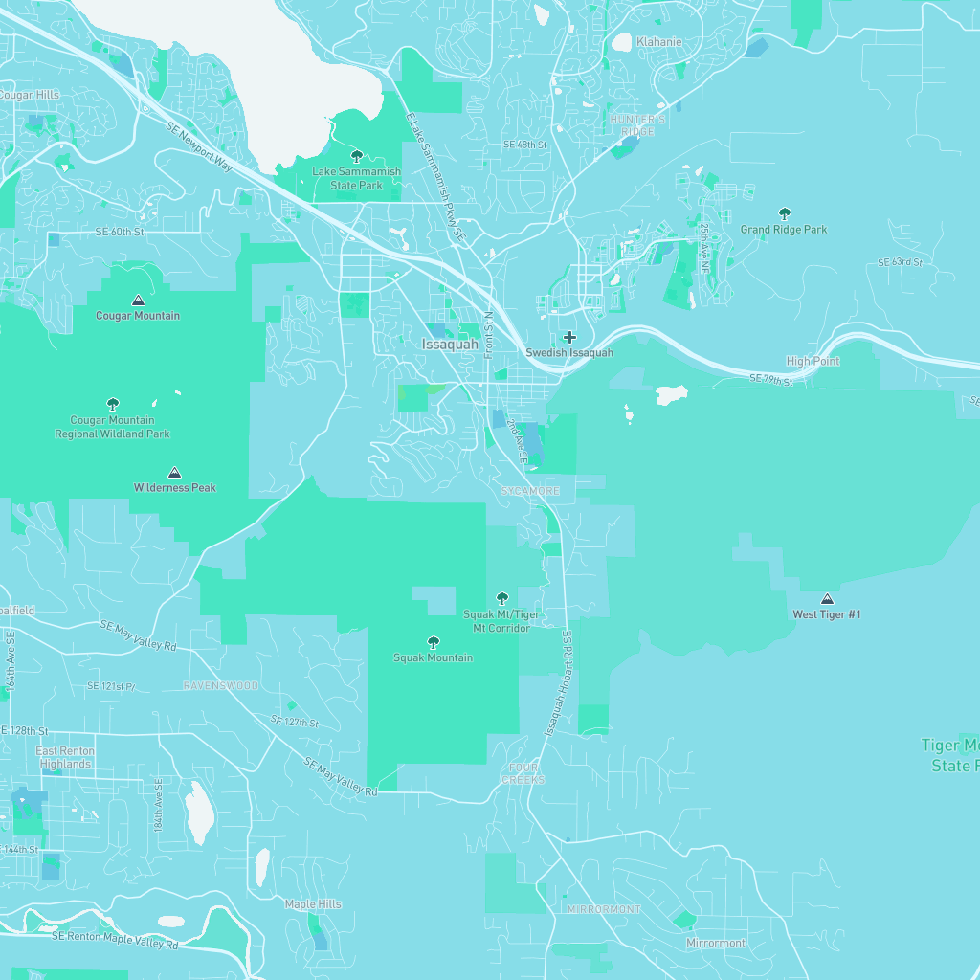 Klahanie
Cougar Hills
HUNTER'S
RIDGE
SE Newport Way
SE 48th St
E Lake Sammamish Pkwy SE
Lake Sammamish
State Park
Grand Ridge Park
SE 60th St
25th Ave NE
SE 63rd St
Cougar Mountain
Front St N
Issaquah
Swedish Issaquah
High Point
SE 79th S
SE
Cougar Mountain
Regional Wildland Park
2nd Ave SE
Wilderness Peak
SYCAMORE
Squak Mt/Tiger
Mt Corridor
West Tiger #1
SE May Valley Rd
Squak Mountain
164th Ave SE
SE 121st Pl
RAVENSWOOD
Issaquah Hobart Rd SE
SE 127th St
E 128th St
East Renton
Highlands
Tiger Mo
State P
FOUR
CREEKS
SE May Valley Rd
184th Ave SE
E 144th St
Maple Hills
MIRRORMONT
SE Renton Maple Valley Rd
Mirrormont